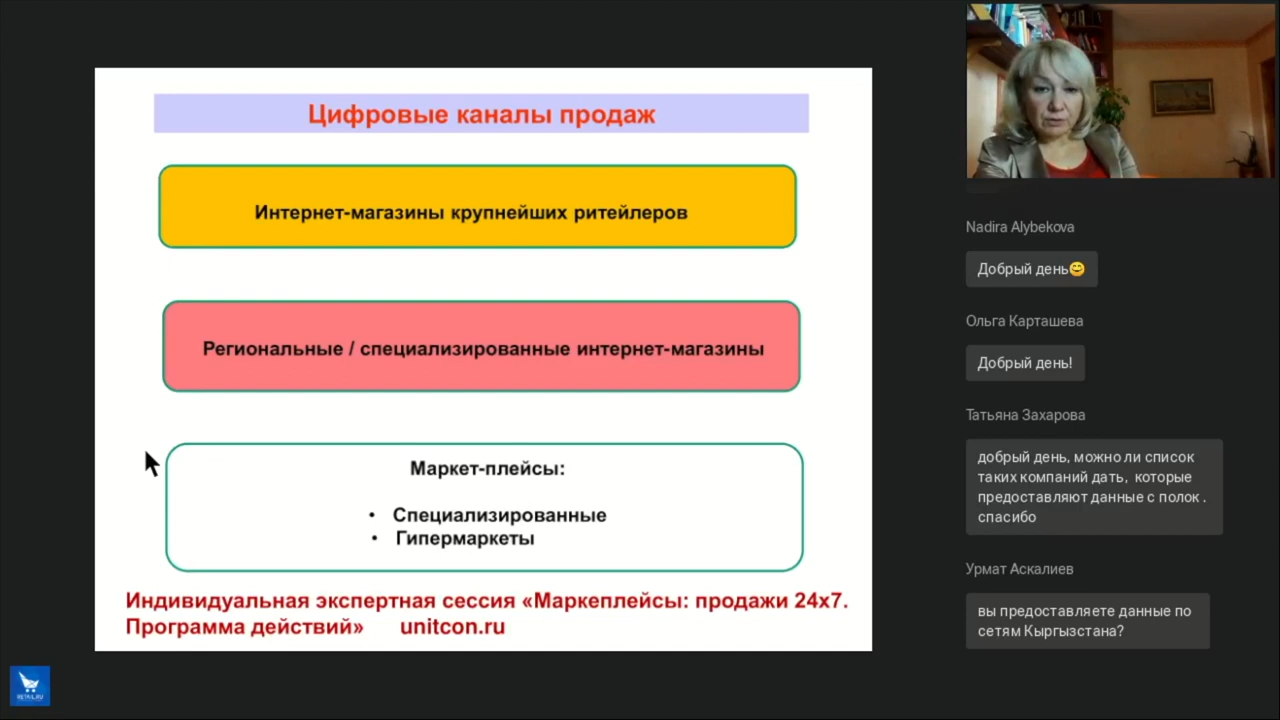 Цифровые каналы продаж
Интернет-магазины крупнейших ритейлеров
Региональные / специализированные интернет-магазины
Маркет-плейсы:
• Специализированные
• Гипермаркеты
Индивидуальная экспертная сессия «Маркеплейсы: продажи 24х7.
Программа действий» unitcon.ru
Nadira Alybekova
Добрый день😊
Ольга Карташева
Добрый день!
Татьяна Захарова
добрый день, можно ли список
таких компаний дать, которые
предоставляют данные с полок .
спасибо
Урмат Аскалиев
вы предоставляете данные по
сетям Кыргызстана?
RETAIL.RU